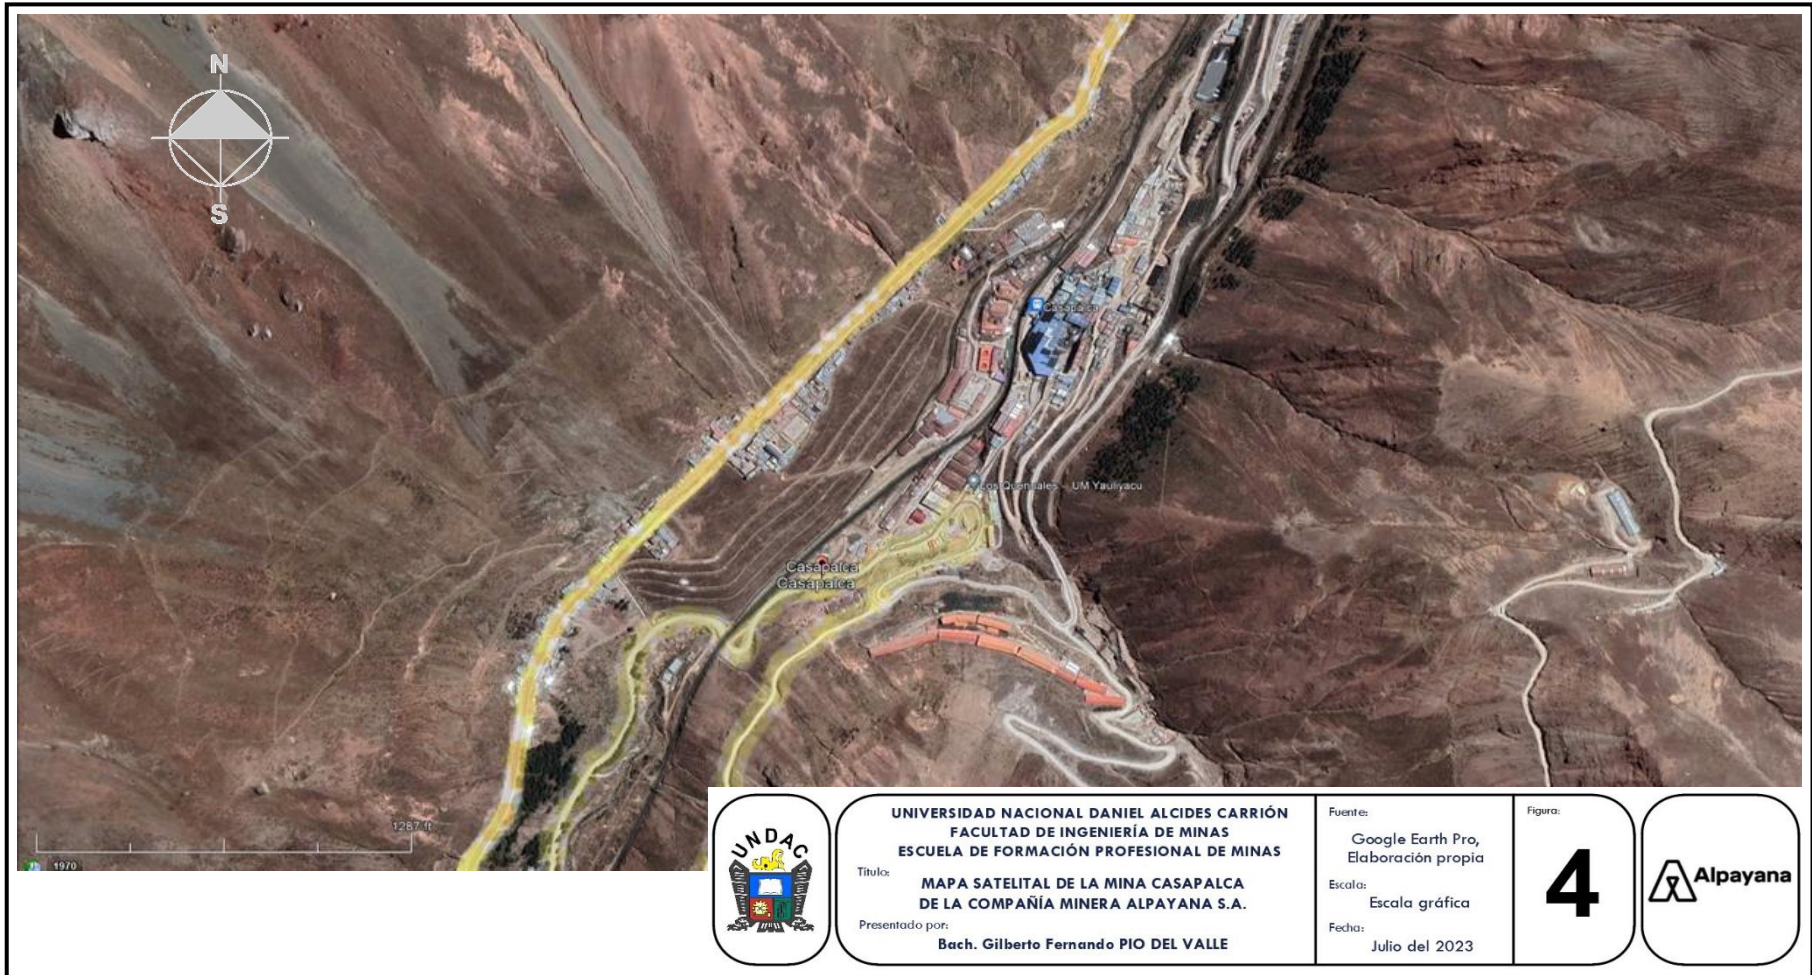 N
S
Casapalca
Los Quenuales - UM Yauliyacu
Casapalca
Casapalca
1287 ft
1970
UNDAC
UNIVERSIDAD NACIONAL DANIEL ALCIDES CARRIÓN
FACULTAD DE INGENIERÍA DE MINAS
ESCUELA DE FORMACIÓN PROFESIONAL DE MINAS
Título:
MAPA SATELITAL DE LA MINA CASAPALCA
DE LA COMPAÑÍA MINERA ALPAYANA S.A.
Presentado por:
Bach. Gilberto Fernando PIO DEL VALLE
Fuente:
Google Earth Pro,
Elaboración propia
Escala:
Escala gráfica
Fecha:
Julio del 2023
Figura:
4
Alpayana